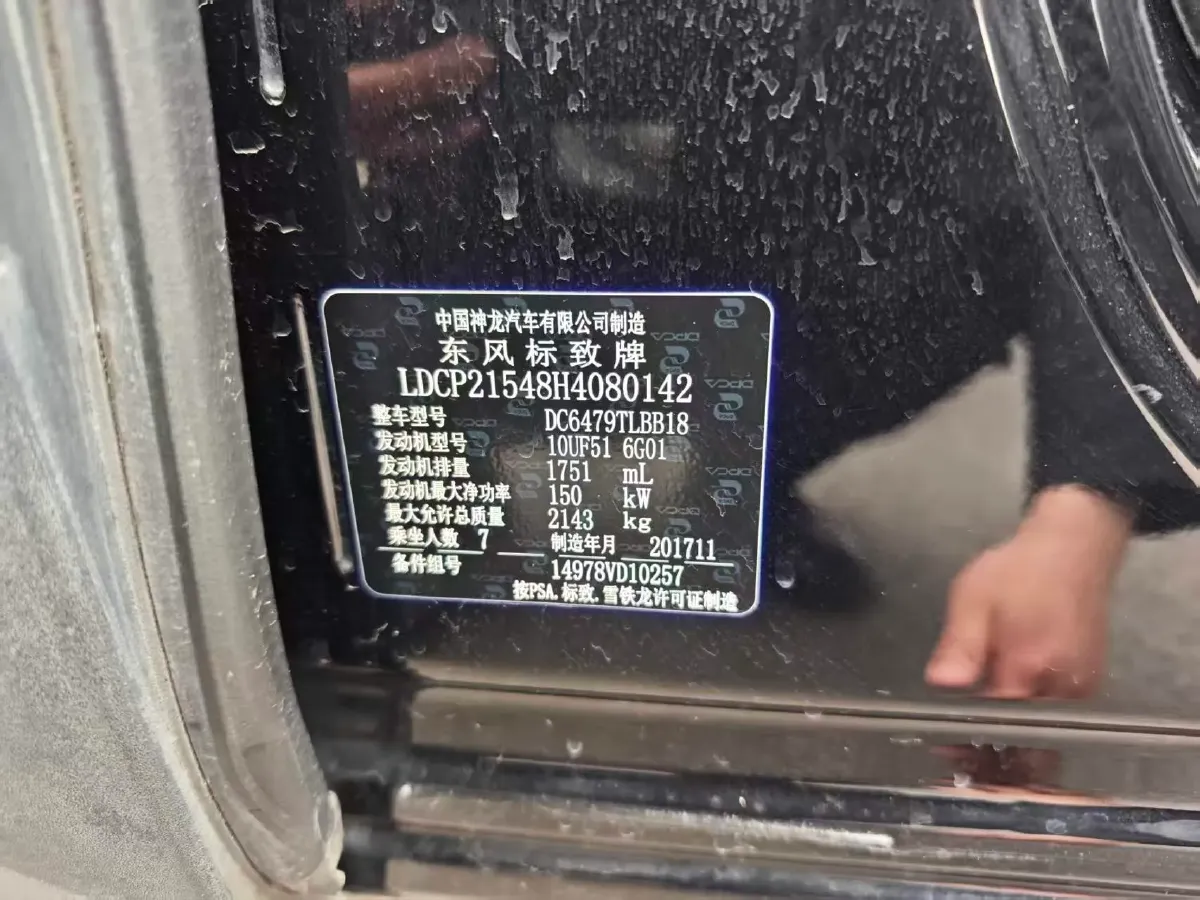 中国神龙汽车有限公司制造
东风标致牌
LDCP21548H4080142
整车型号 DC6479TLBB18
发动机型号 10UF51 6G01
发动机排量 1751 mL
发动机最大净功率 150 kW
最大允许总质量 2143 kg
乘坐人数 7 制造年月 201711
备件组号 14978VD10257
按PSA.标致.雪铁龙许可证制造